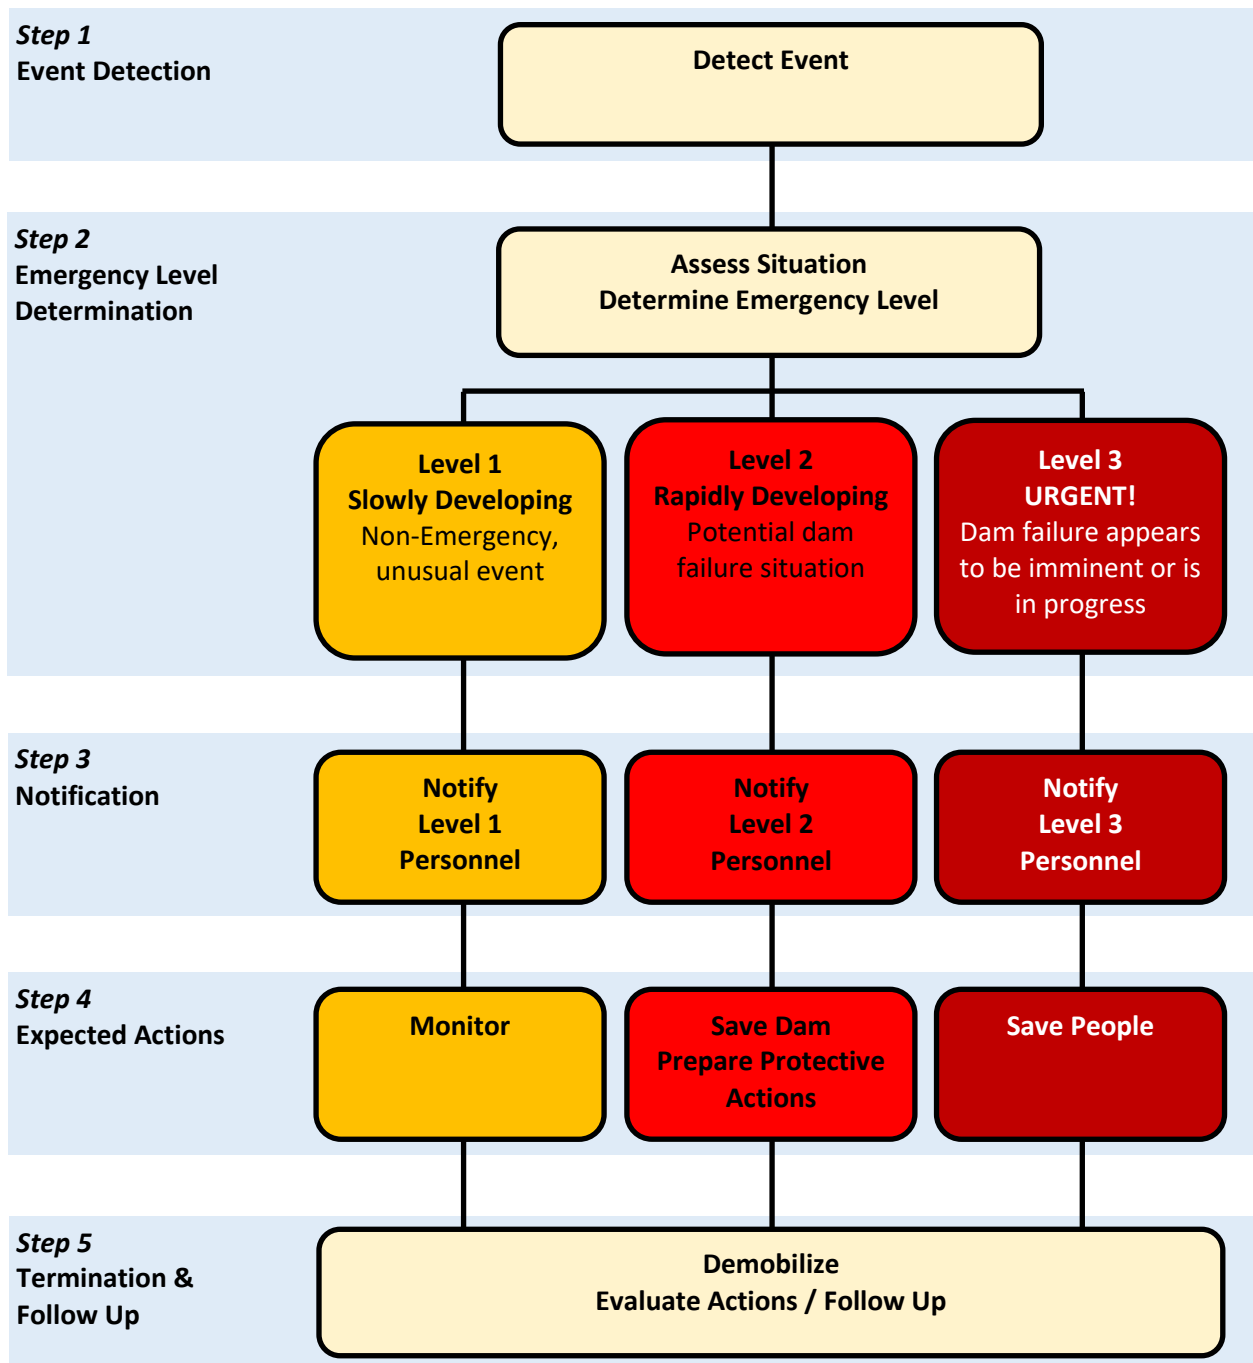 Step 1
Event Detection
Detect Event
Step 2
Emergency Level
Determination
Assess Situation
Determine Emergency Level
Level 1
Slowly Developing
Non-Emergency,
unusual event
Level 2
Rapidly Developing
Potential dam
failure situation
Level 3
URGENT!
Dam failure appears
to be imminent or is
in progress
Step 3
Notification
Notify
Level 1
Personnel
Notify
Level 2
Personnel
Notify
Level 3
Personnel
Step 4
Expected Actions
Monitor
Save Dam
Prepare Protective
Actions
Save People
Step 5
Termination &
Follow Up
Demobilize
Evaluate Actions / Follow Up